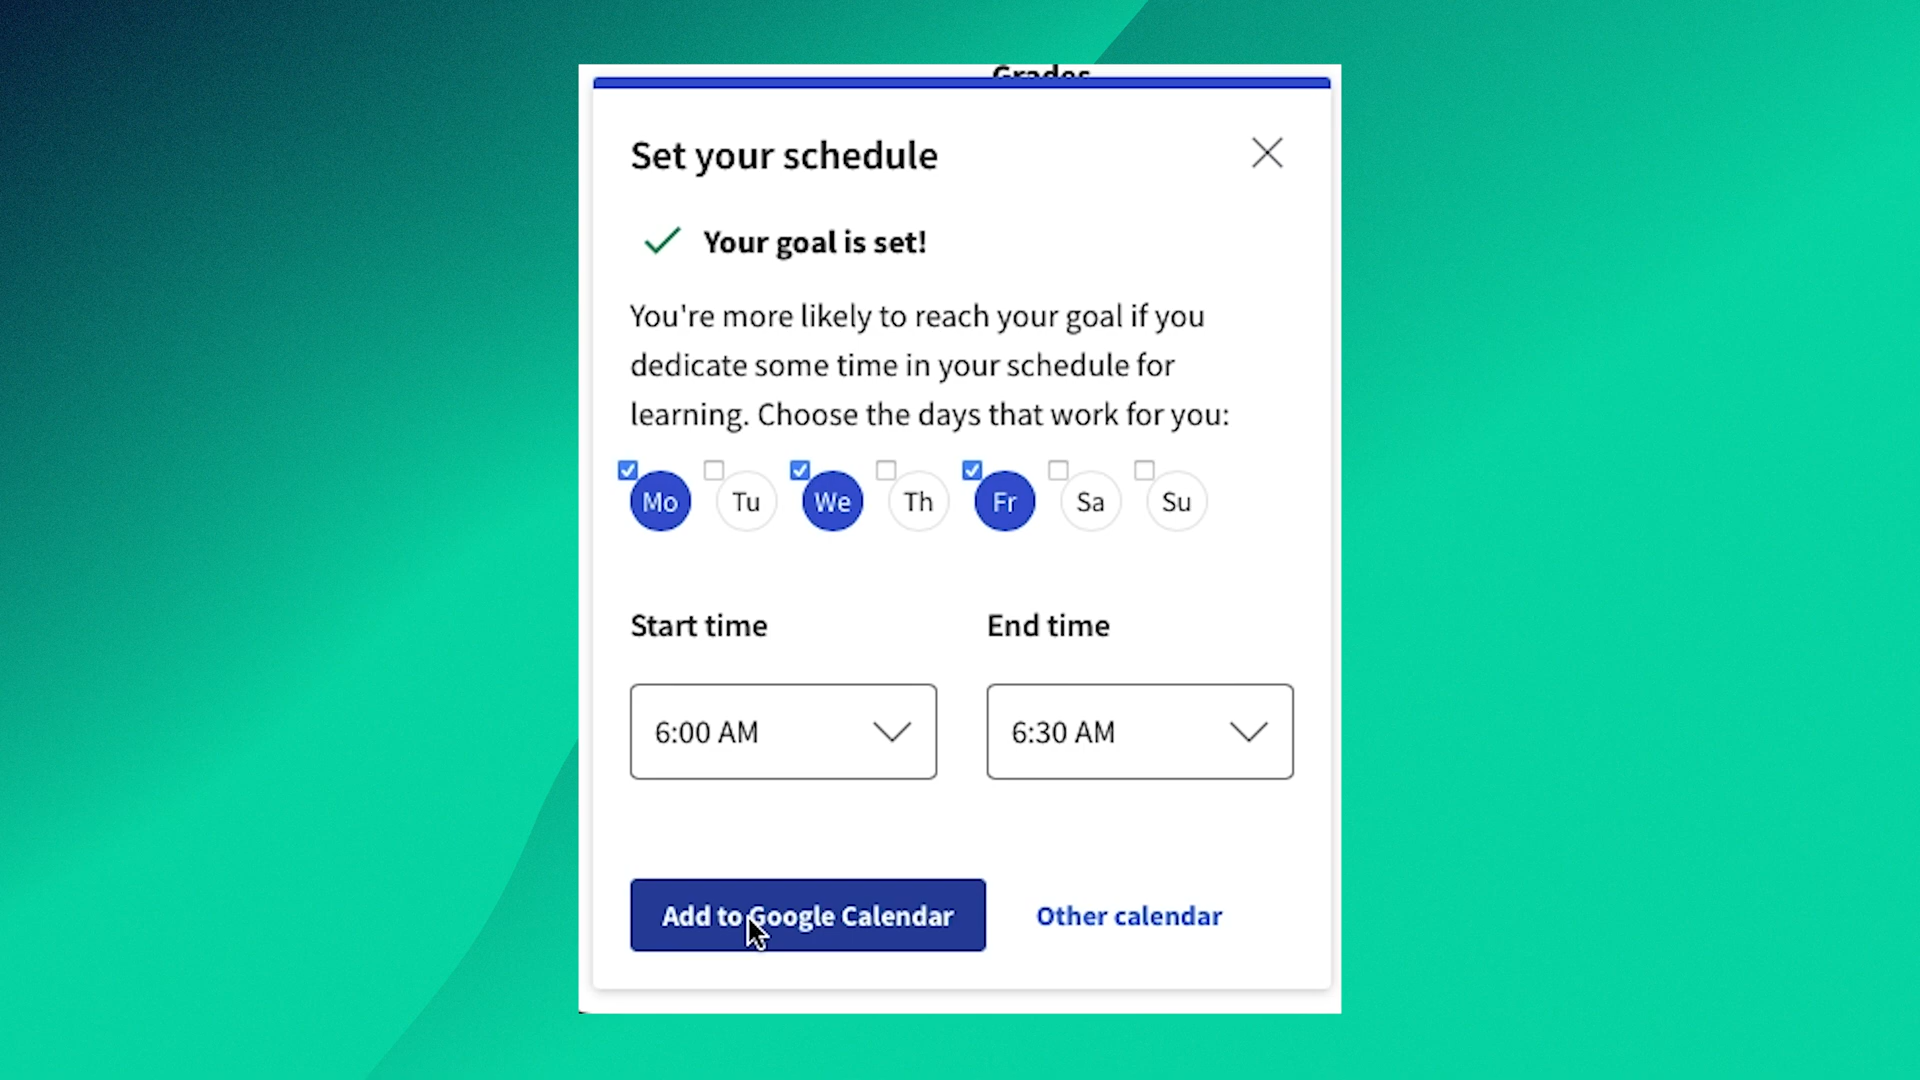 Grades
Set your schedule
Your goal is set!
You're more likely to reach your goal if you
dedicate some time in your schedule for
learning. Choose the days that work for you:
Mo Tu We Th Fr Sa Su
Start time End time
6:00 AM 6:30 AM
Add to Google Calendar Other calendar